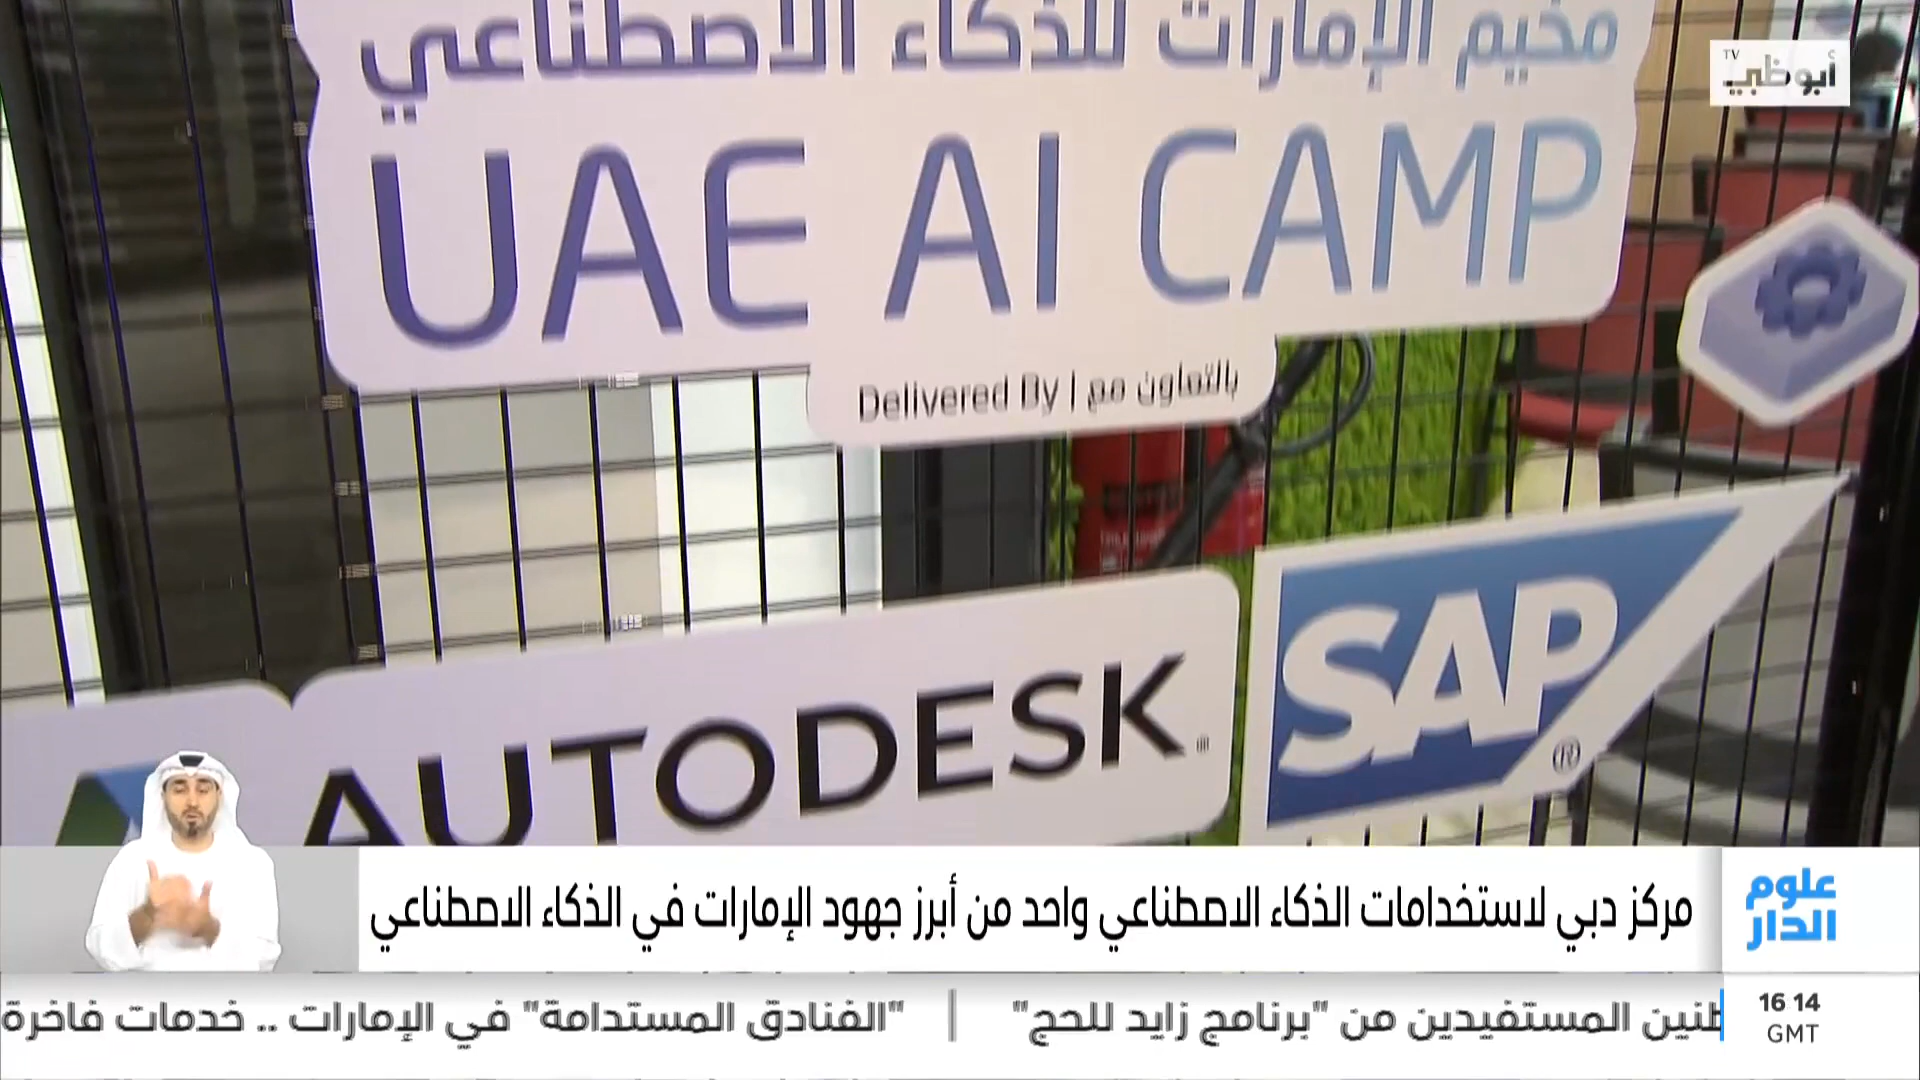 مخيم الإمارات للذكاء الاصطناعي
TV أبوظبي
UAE AI CAMP
Delivered By | بالتعاون مع
AUTODESK
SAP ®
مركز دبي لاستخدامات الذكاء الاصطناعي واحد من أبرز جهود الإمارات في الذكاء الاصطناعي
علوم
الدار
طنين المستفيدين من "برنامج زايد للحج" | "الفنادق المستدامة" في الإمارات .. خدمات فاخرة
16 14
GMT